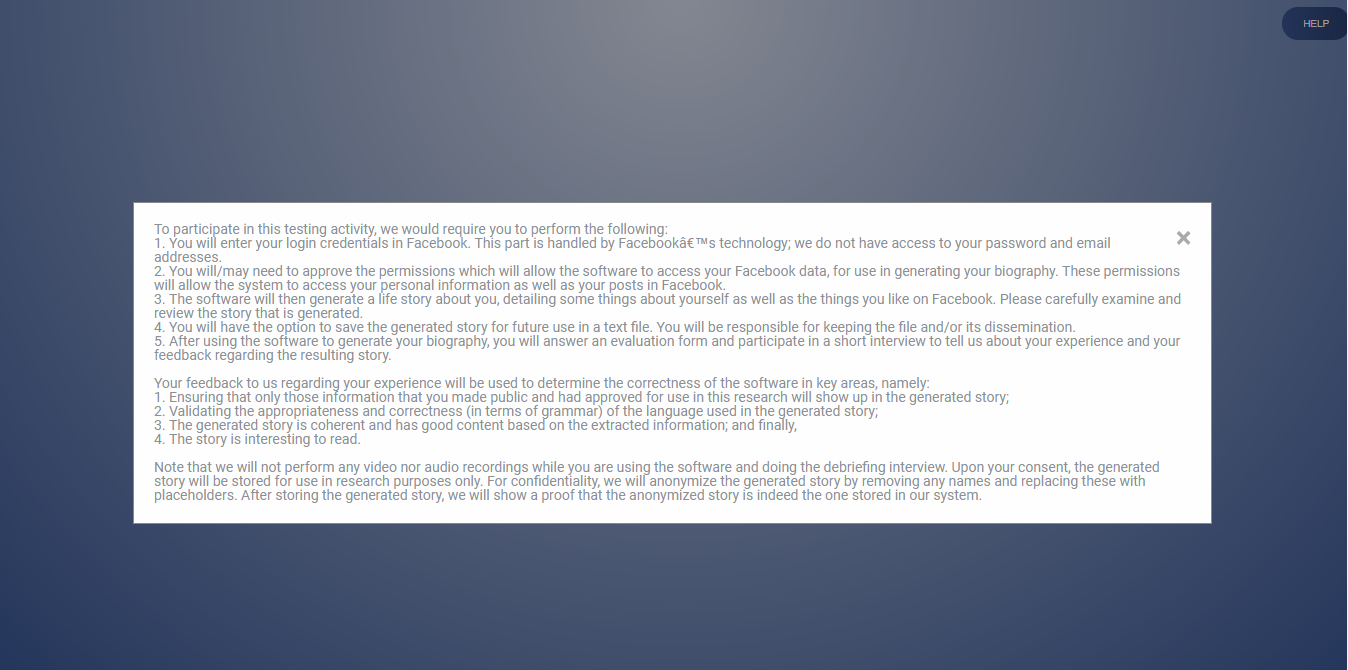 HELP
To participate in this testing activity, we would require you to perform the following:
1. You will enter your login credentials in Facebook. This part is handled by Facebookâ€™s technology; we do not have access to your password and email
addresses.
2. You will/may need to approve the permissions which will allow the software to access your Facebook data, for use in generating your biography. These permissions
will allow the system to access your personal information as well as your posts in Facebook.
3. The software will then generate a life story about you, detailing some things about yourself as well as the things you like on Facebook. Please carefully examine and
review the story that is generated.
4. You will have the option to save the generated story for future use in a text file. You will be responsible for keeping the file and/or its dissemination.
5. After using the software to generate your biography, you will answer an evaluation form and participate in a short interview to tell us about your experience and your
feedback regarding the resulting story.
Your feedback to us regarding your experience will be used to determine the correctness of the software in key areas, namely:
1. Ensuring that only those information that you made public and had approved for use in this research will show up in the generated story;
2. Validating the appropriateness and correctness (in terms of grammar) of the language used in the generated story;
3. The generated story is coherent and has good content based on the extracted information; and finally,
4. The story is interesting to read.
Note that we will not perform any video nor audio recordings while you are using the software and doing the debriefing interview. Upon your consent, the generated
story will be stored for use in research purposes only. For confidentiality, we will anonymize the generated story by removing any names and replacing these with
placeholders. After storing the generated story, we will show a proof that the anonymized story is indeed the one stored in our system.